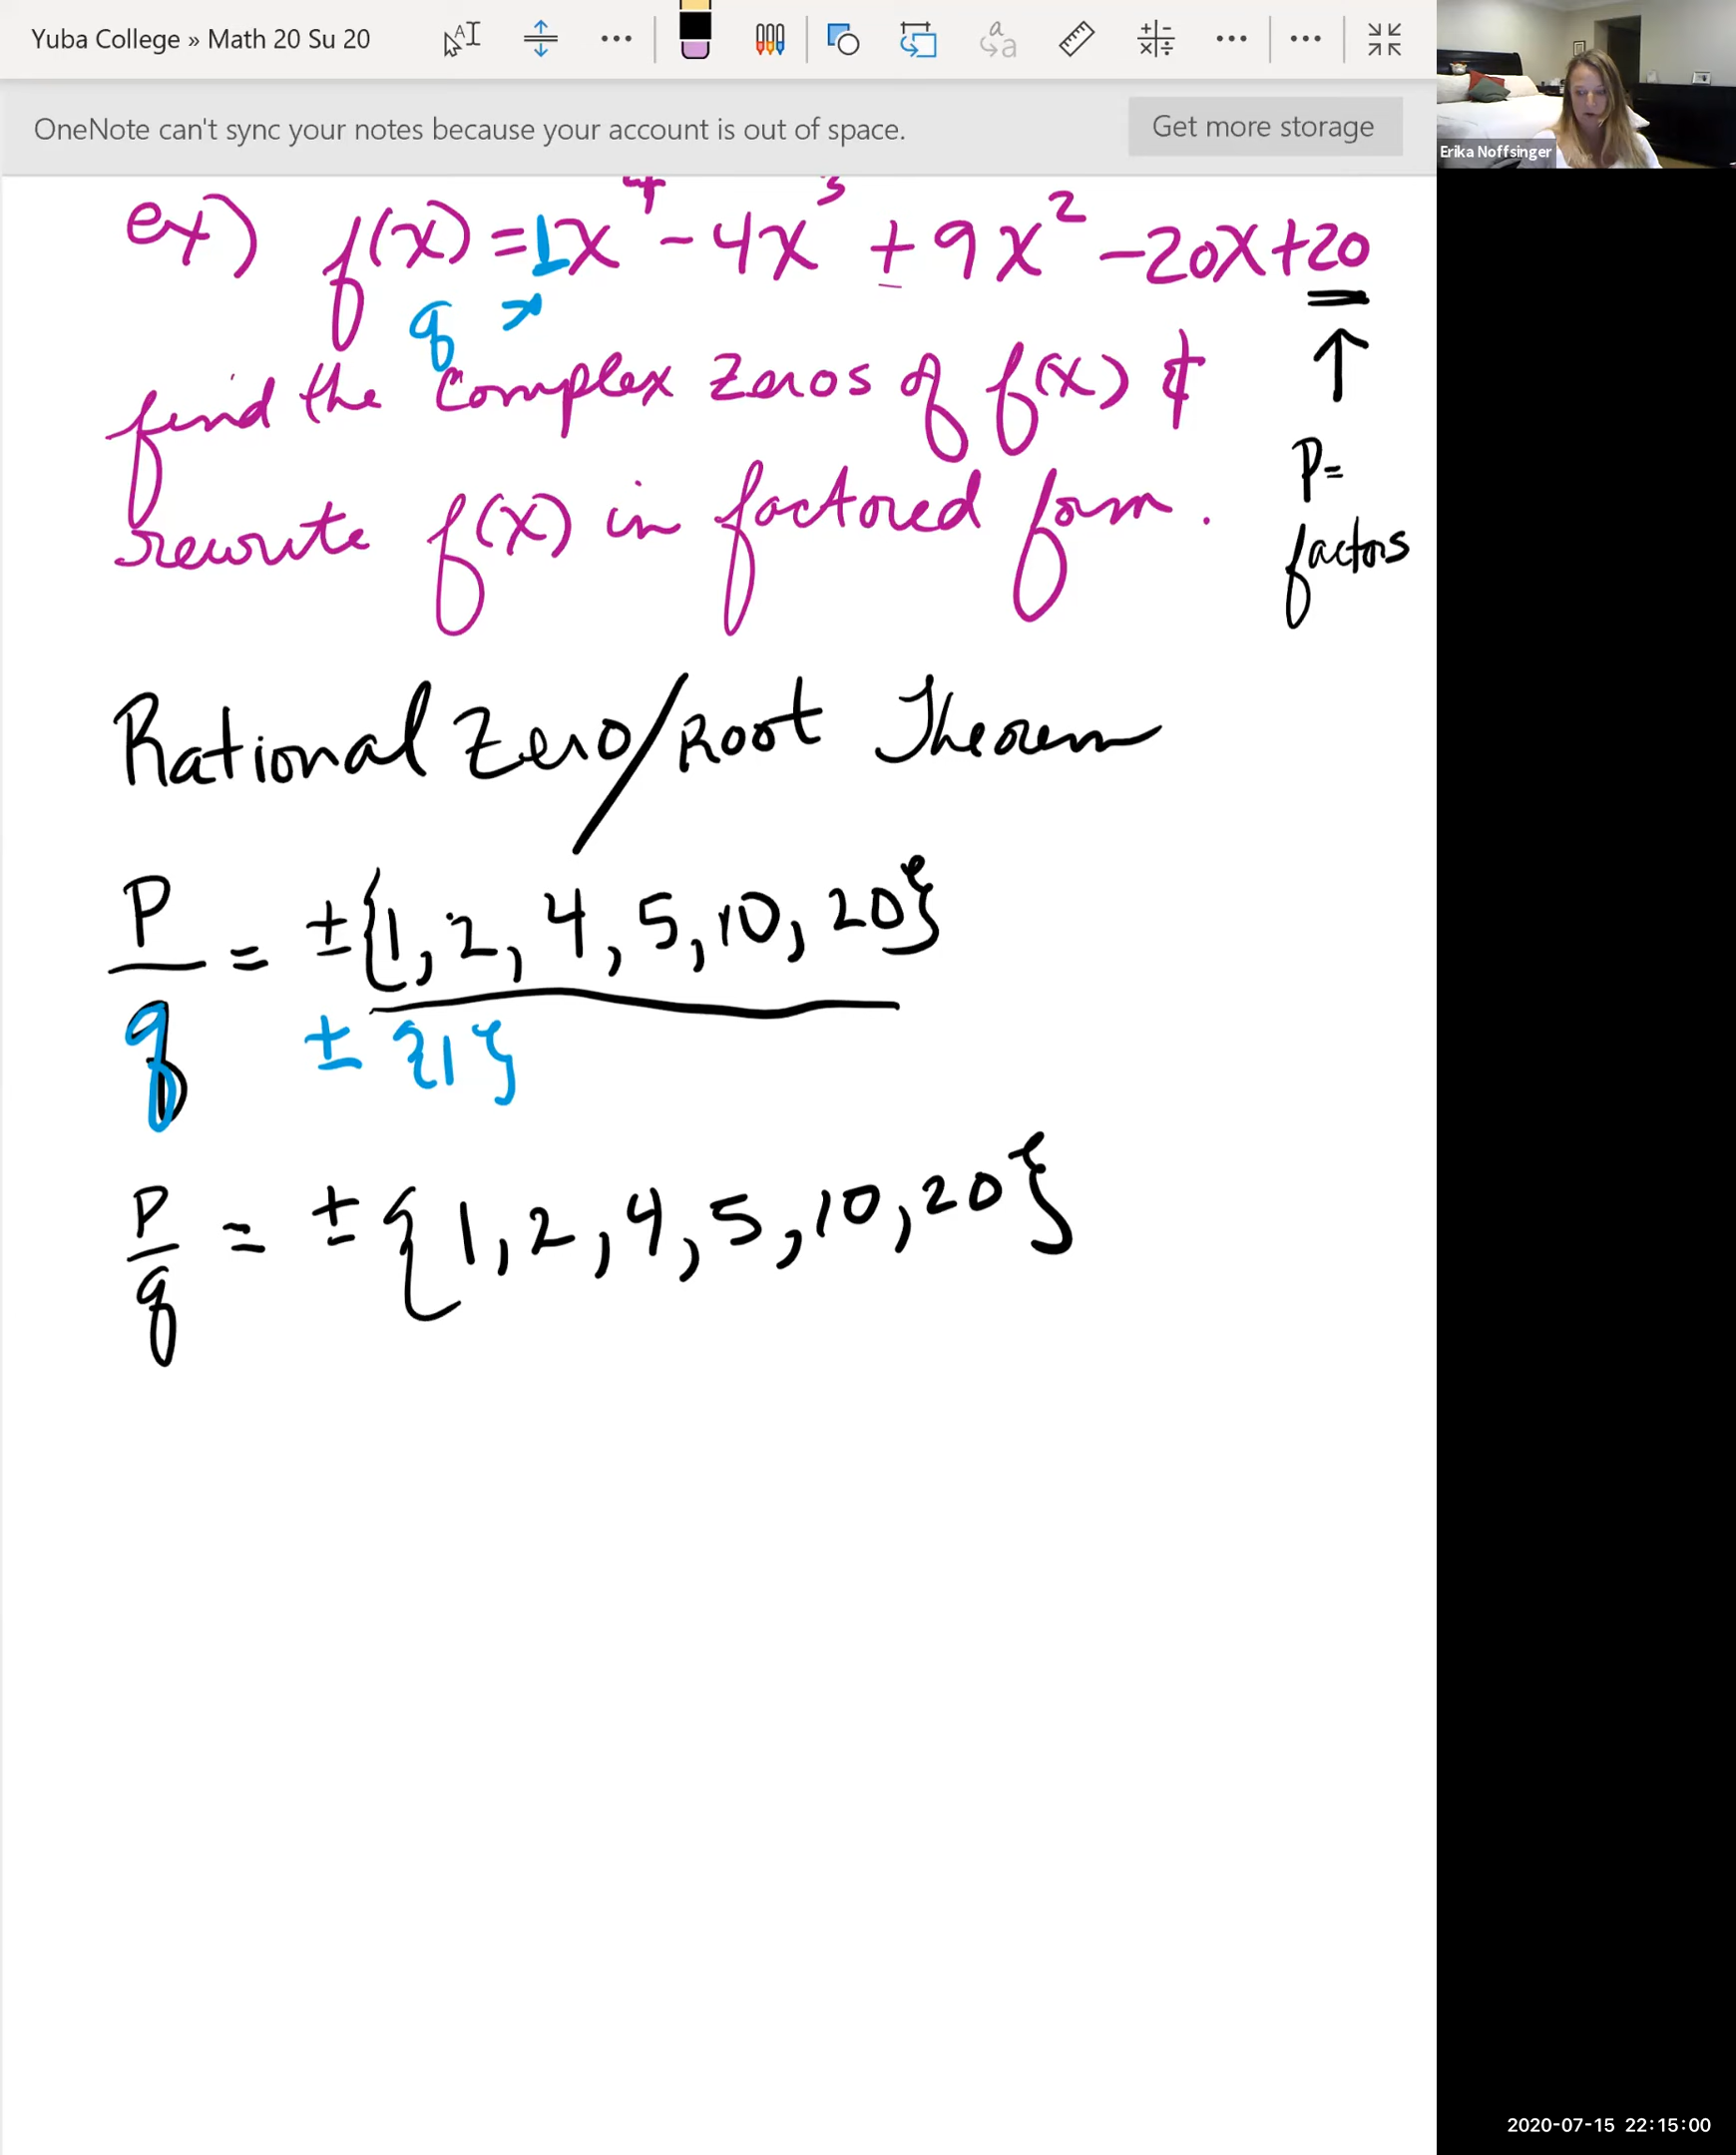 Yuba College » Math 20 Su 20
OneNote can't sync your notes because your account is out of space.
Get more storage
Erika Noffsinger
ex) f(x) = 1x⁴ - 4x³ + 9x² - 20x + 20
q
find the complex zeros of f(x) &
rewrite f(x) in factored form.
P=
factors
Rational Zero/Root Theorem
P/q = ±{1, 2, 4, 5, 10, 20} / ±{1}
P/q = ±{1, 2, 4, 5, 10, 20}
2020-07-15 22:15:00